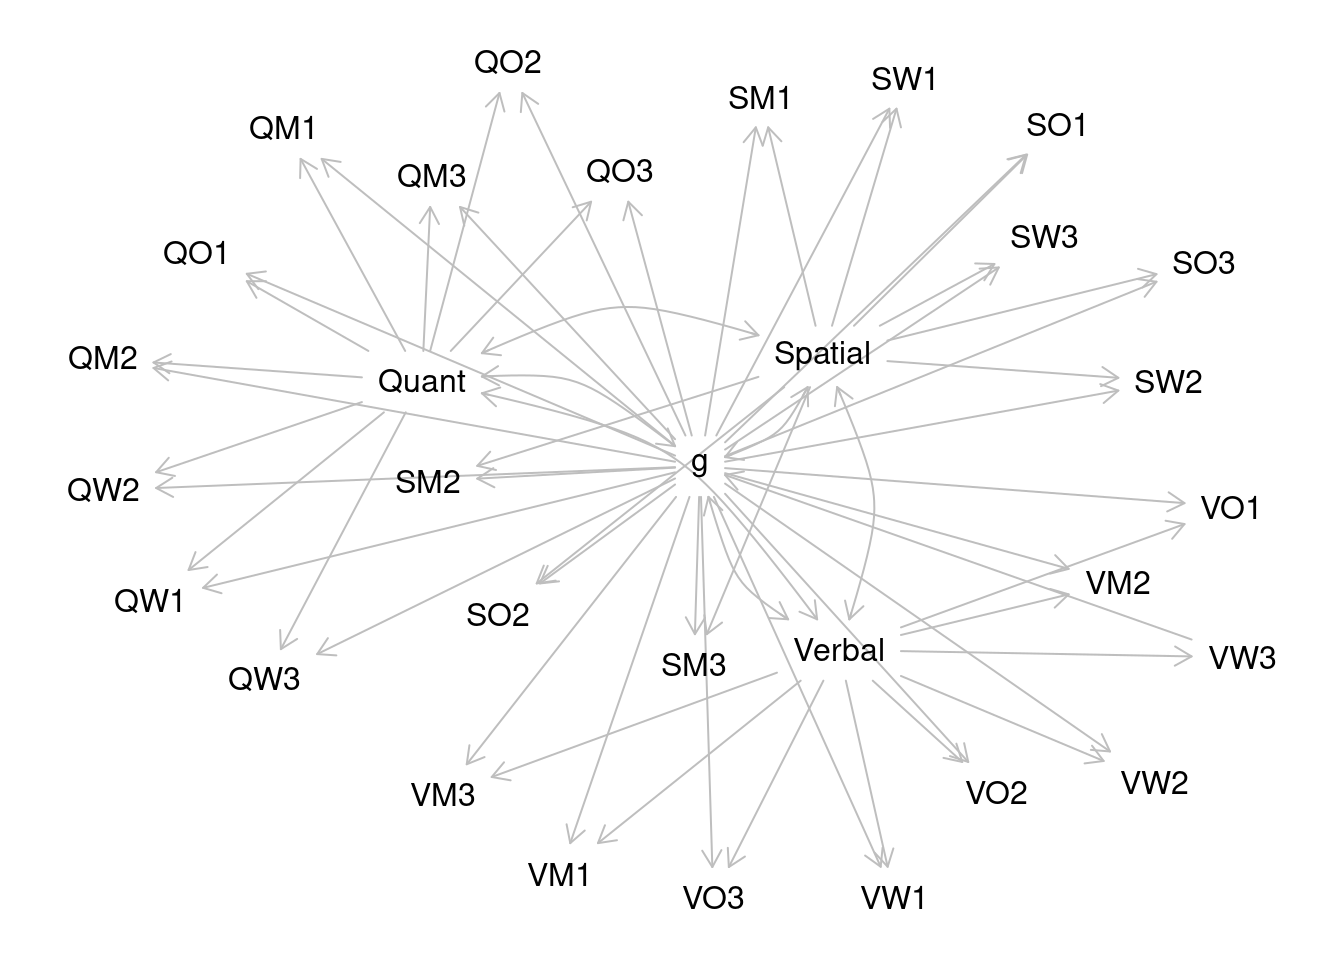 QO2
SW1
SM1
SO1
QM1
QO3
QM3
SW3
QO1
SO3
Spatial
QM2
Quant
SW2
g
SM2
QW2
VO1
VM2
QW1
SO2
Verbal
VW3
SM3
QW3
VW2
VO2
VM3
VM1
VO3
VW1